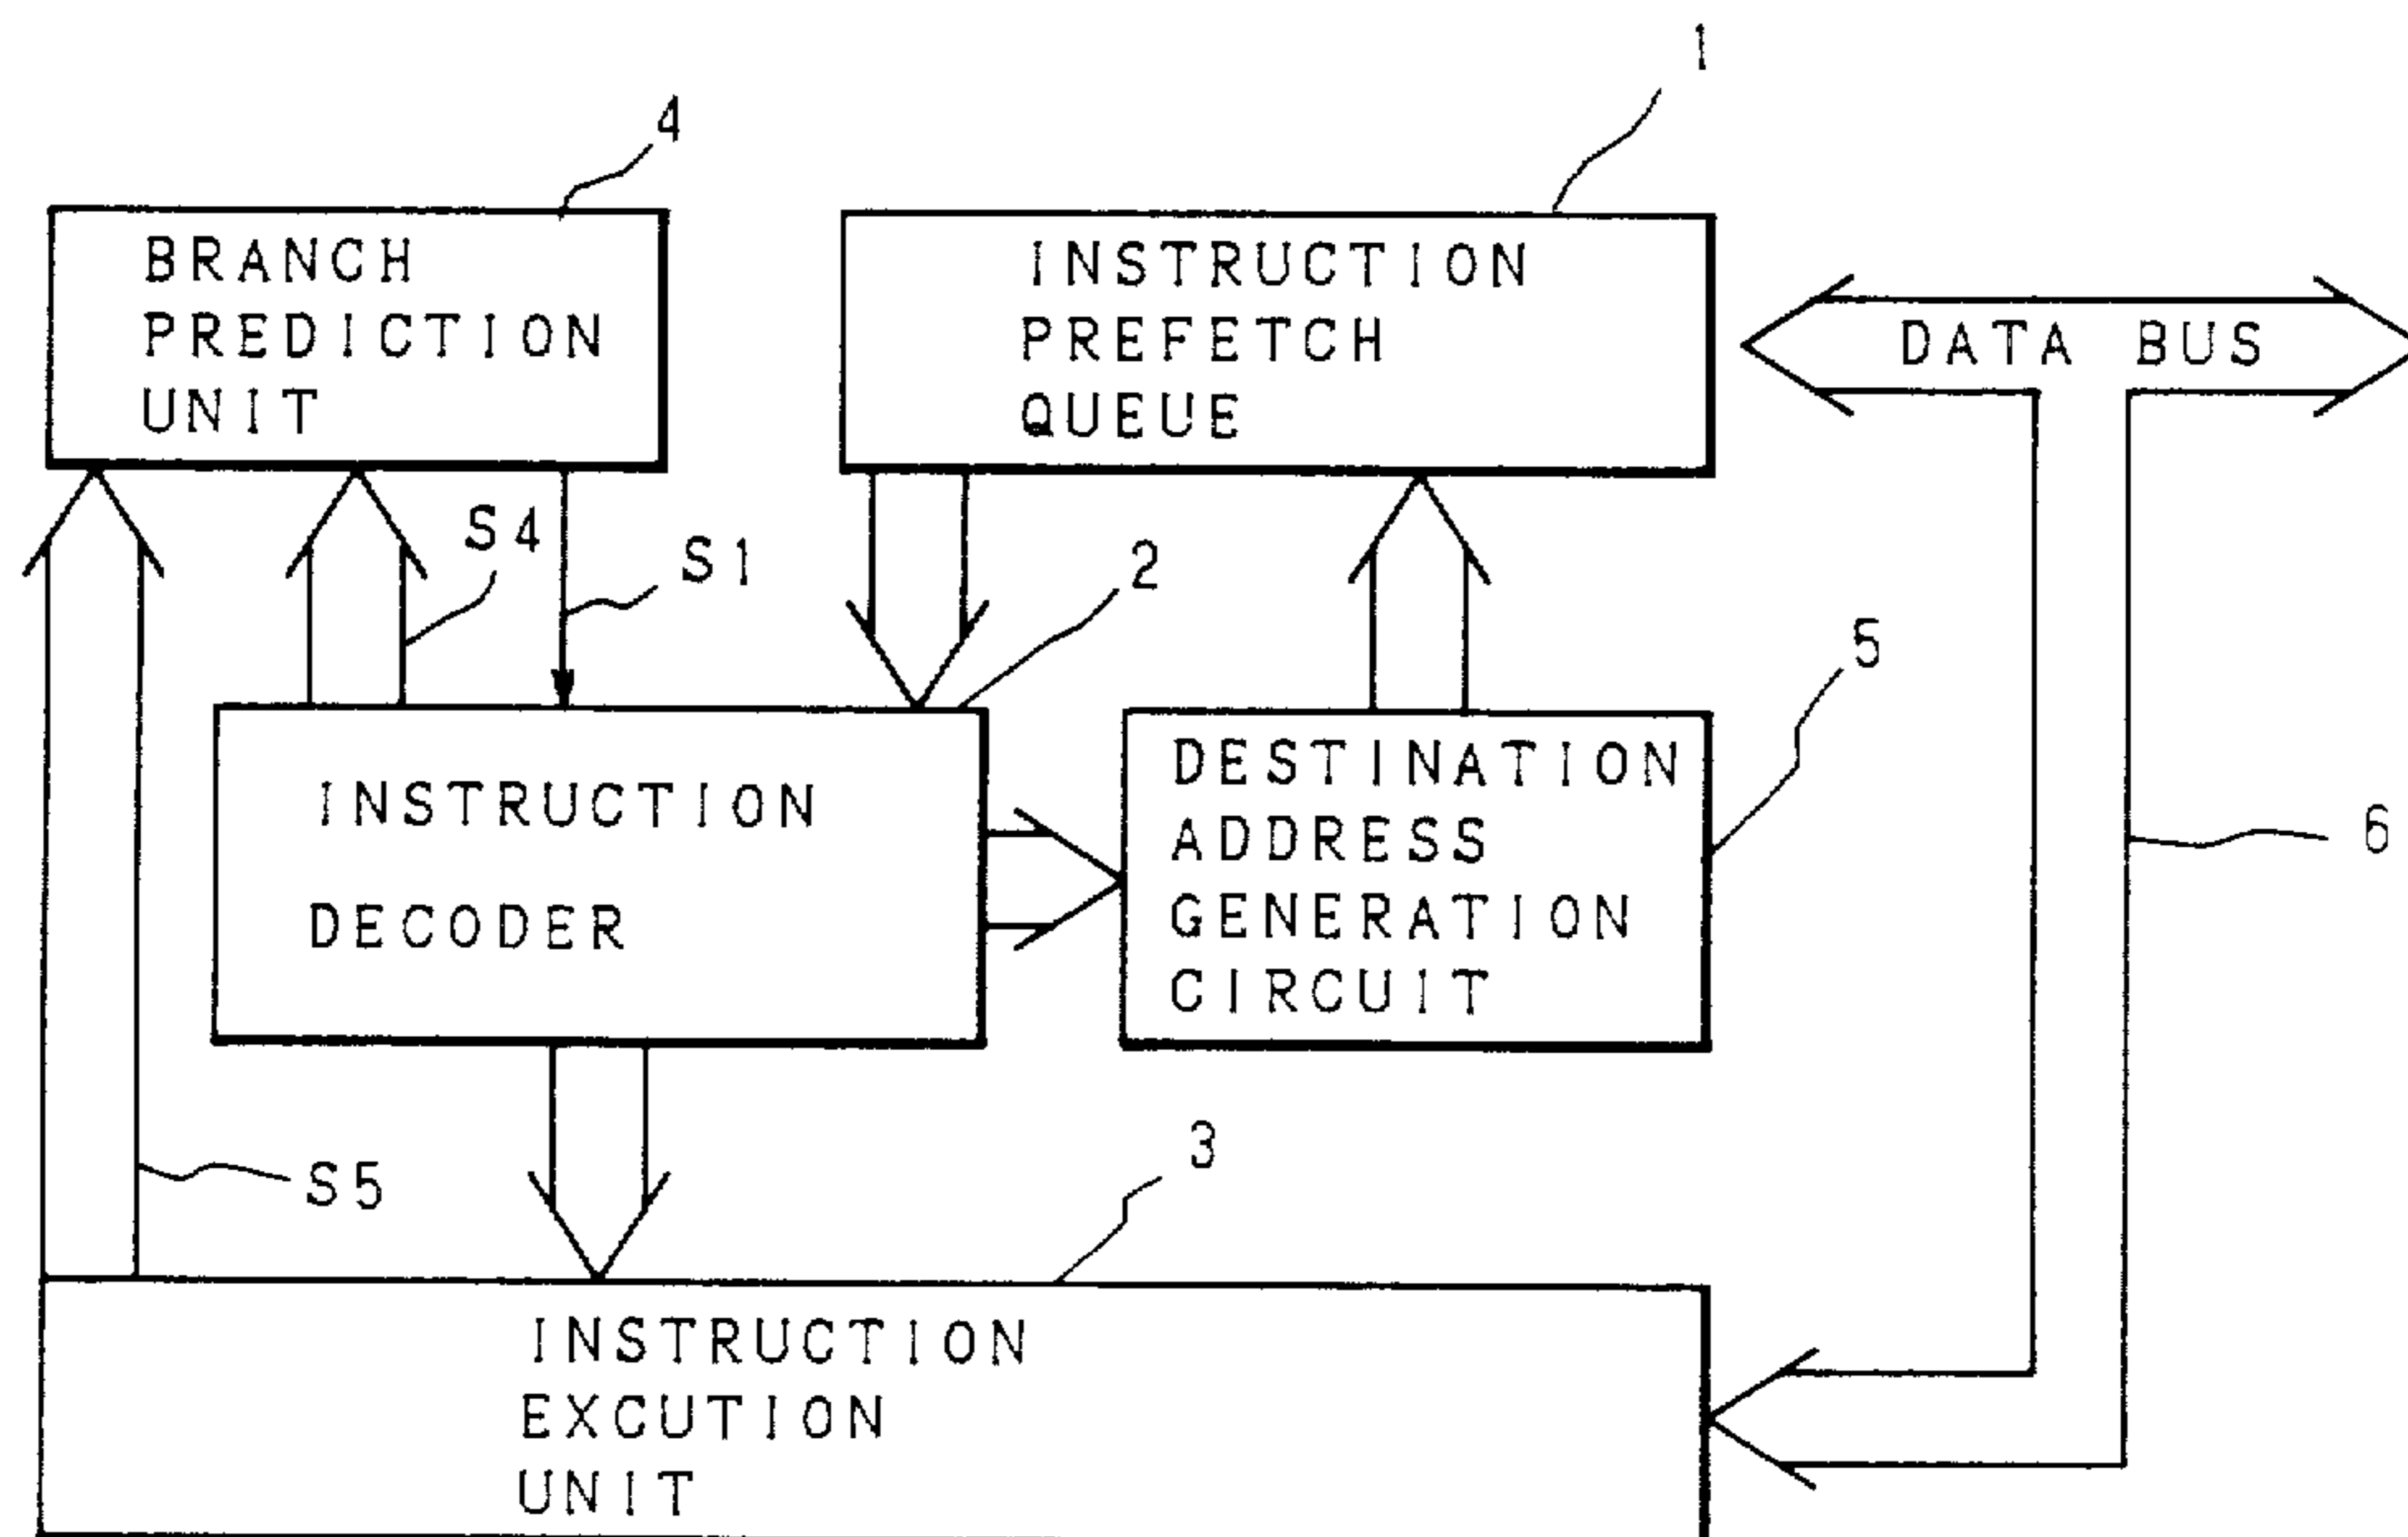 1
4
BRANCH
PREDICTION
UNIT
INSTRUCTION
PREFETCH
QUEUE
DATA BUS
S4
S1
2
5
INSTRUCTION
DECODER
DESTINATION
ADDRESS
GENERATION
CIRCUIT
6
S5
3
INSTRUCTION
EXCUTION
UNIT